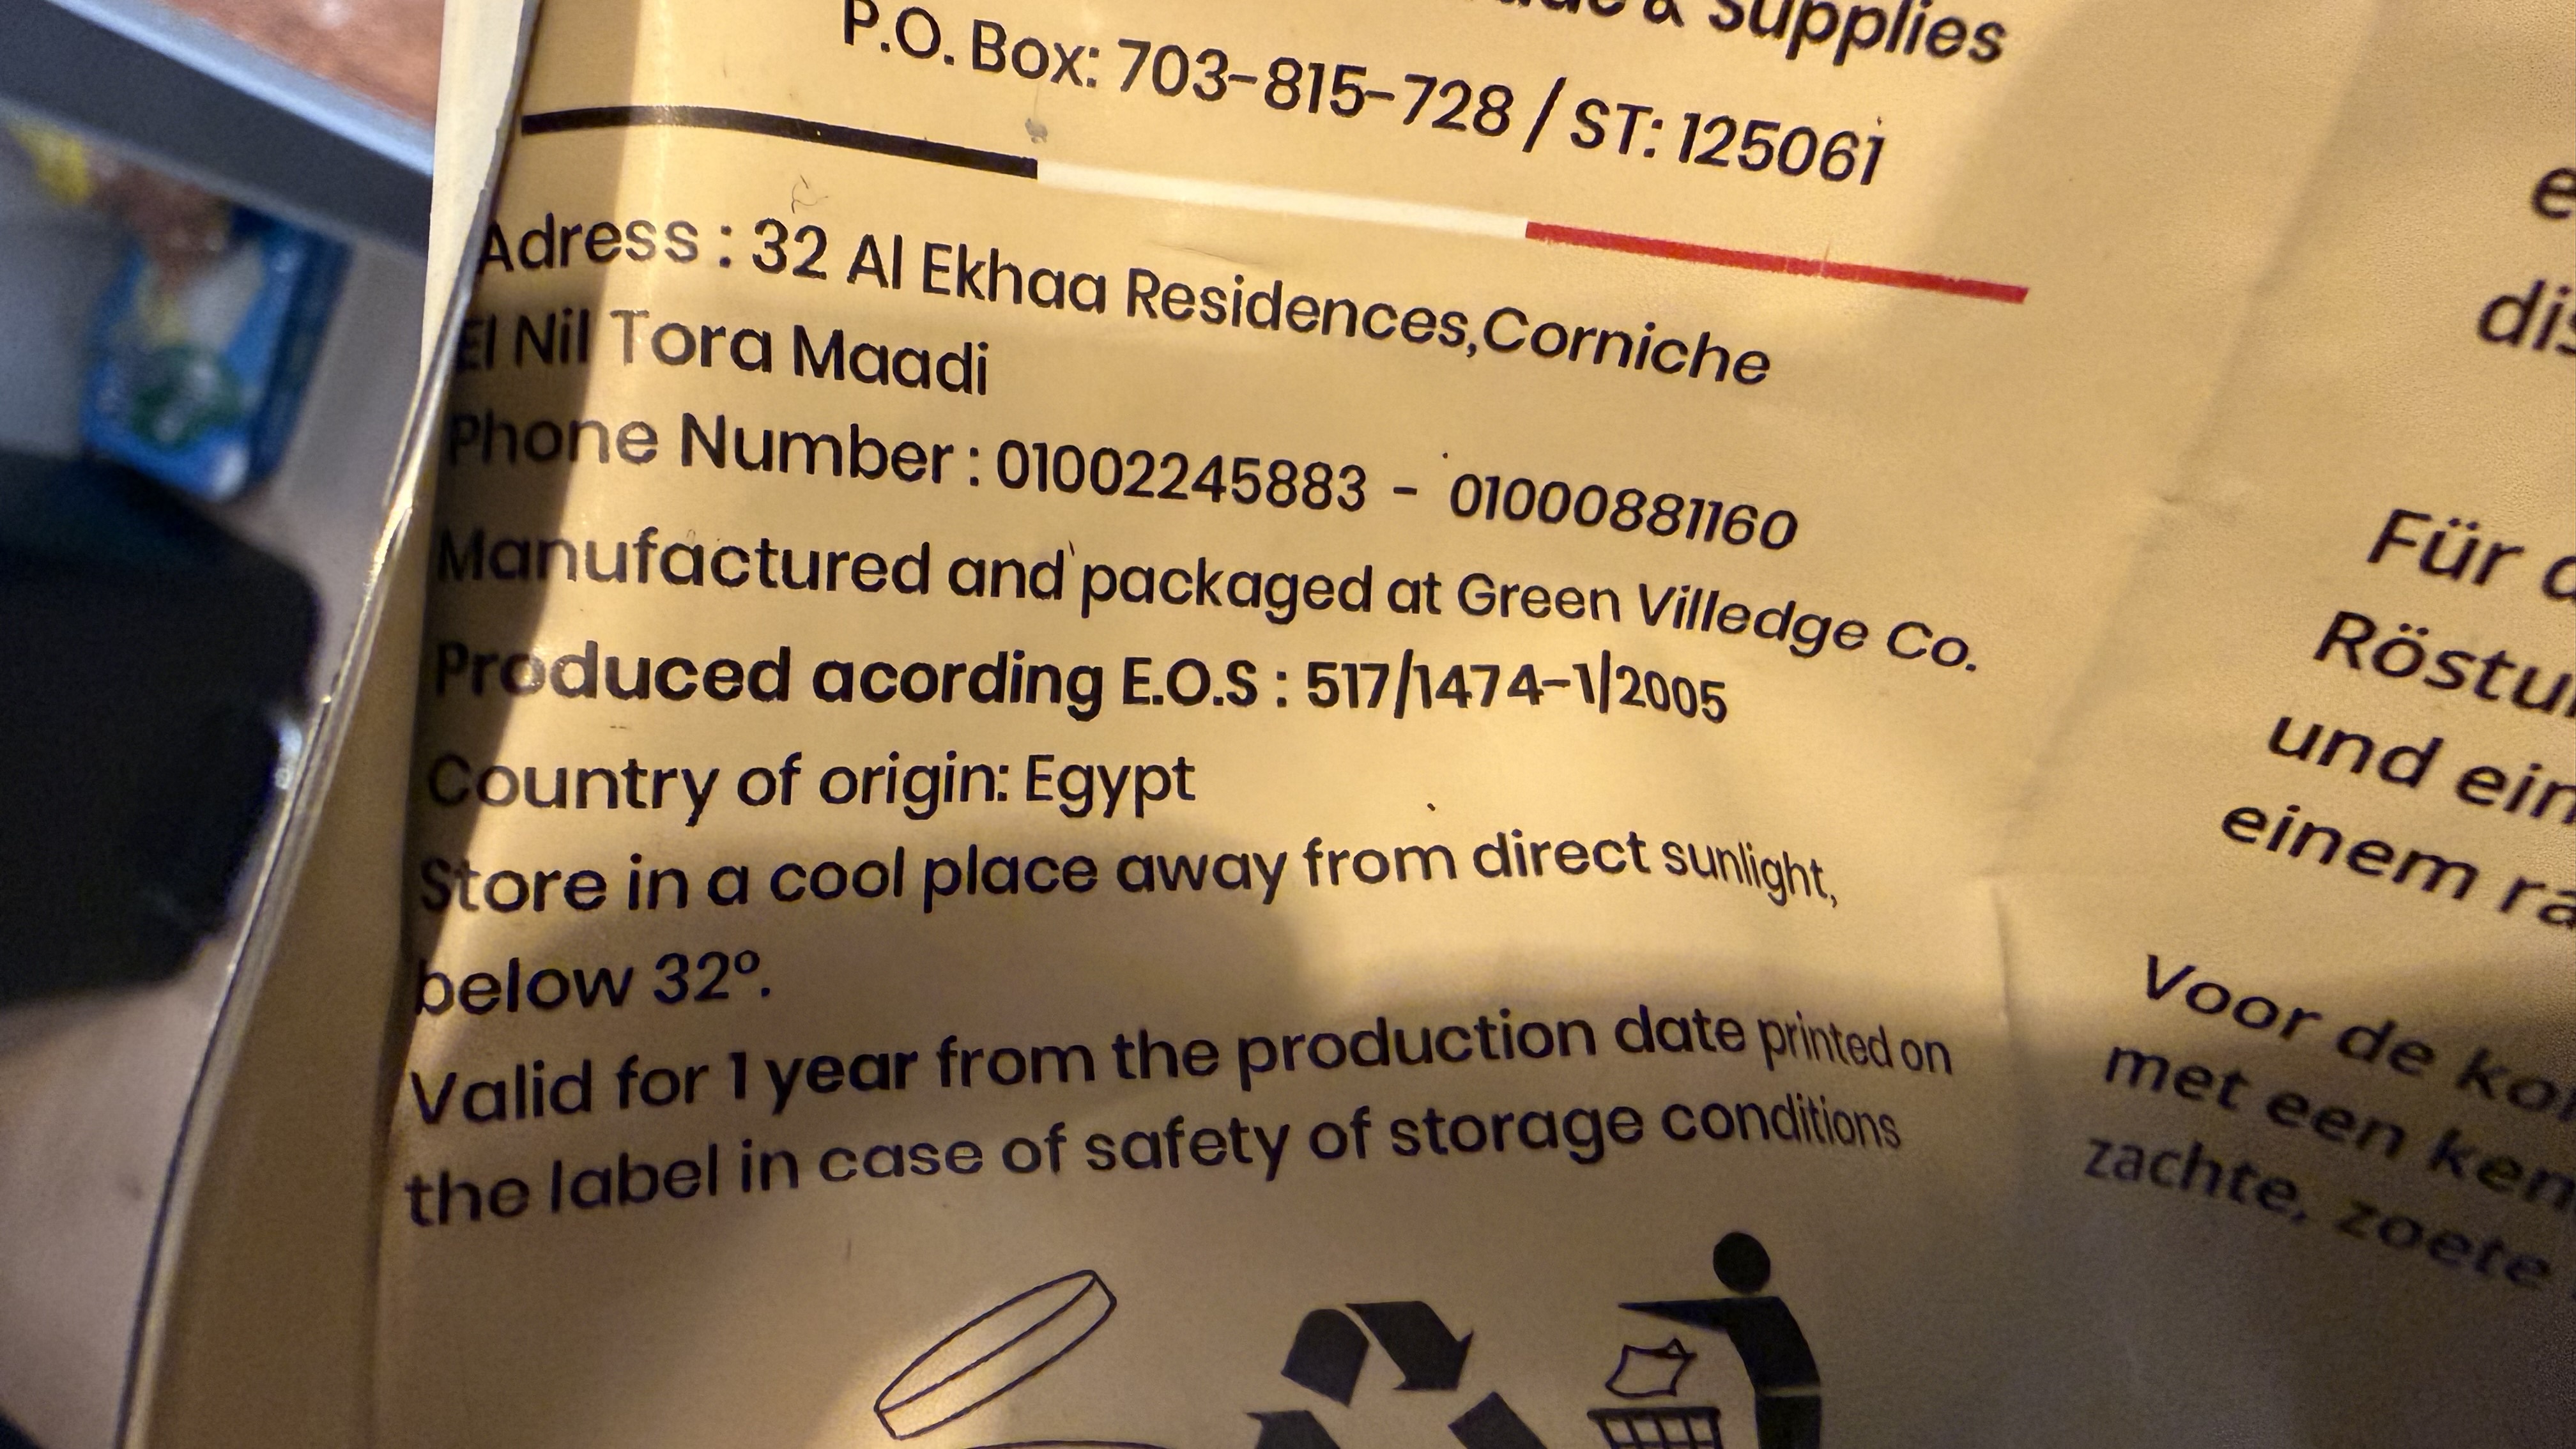 & Supplies
P.O. Box: 703-815-728 / ST: 125061
Adress : 32 Al Ekhaa Residences,Corniche
El Nil Tora Maadi
Phone Number : 01002245883 - 01000881160
Manufactured and packaged at Green Villedge Co.
Produced acording E.O.S : 517/1474-1/2005
Country of origin: Egypt
Store in a cool place away from direct sunlight,
below 32º.
Valid for 1 year from the production date printed on
the label in case of safety of storage conditions
Für
Röstu
und ein
einem ra
Voor de
met een
zachte, zoete